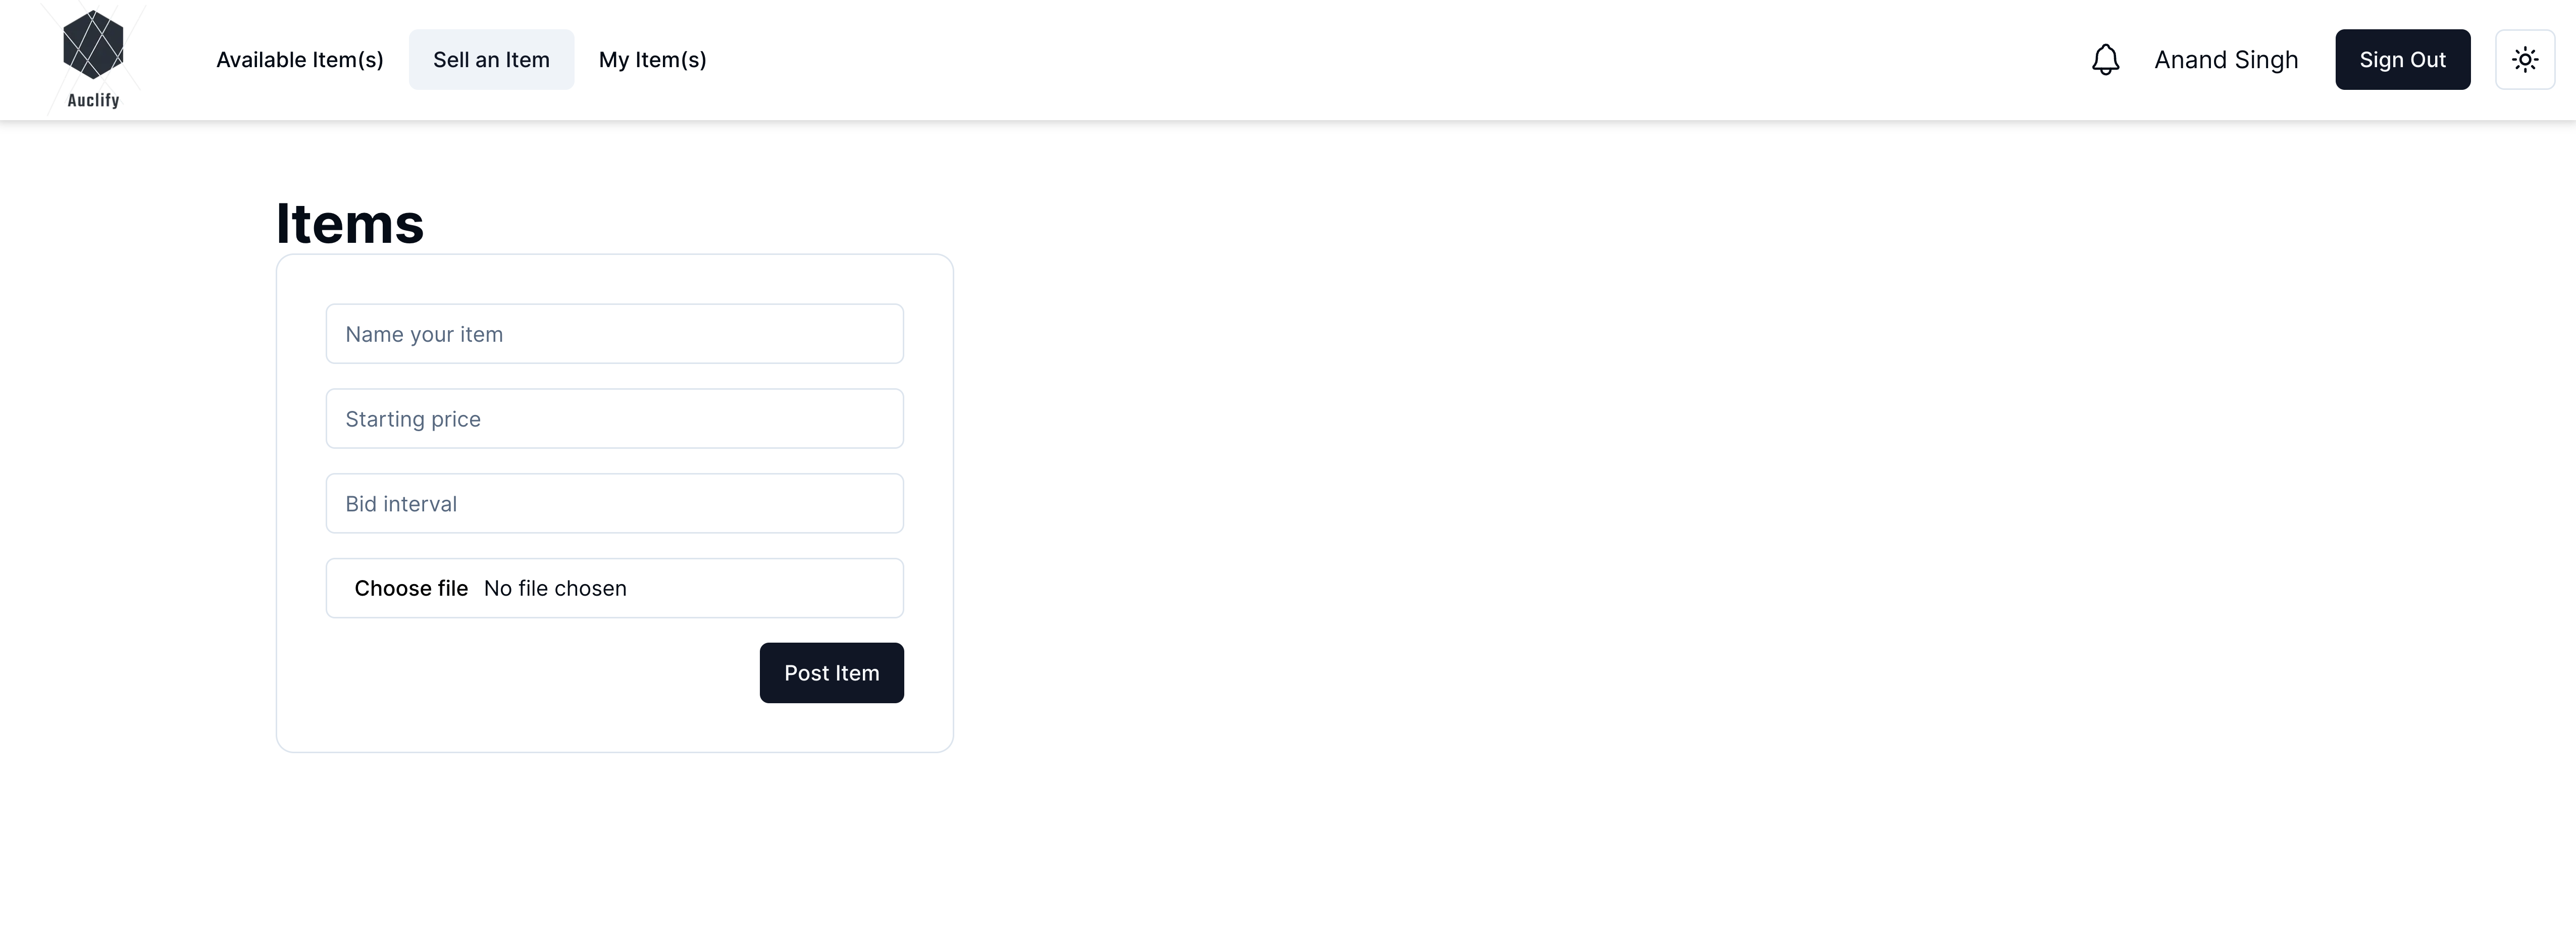 Auclify
Available Item(s)
Sell an Item
My Item(s)
Anand Singh
Sign Out
Items
Name your item
Starting price
Bid interval
Choose file No file chosen
Post Item